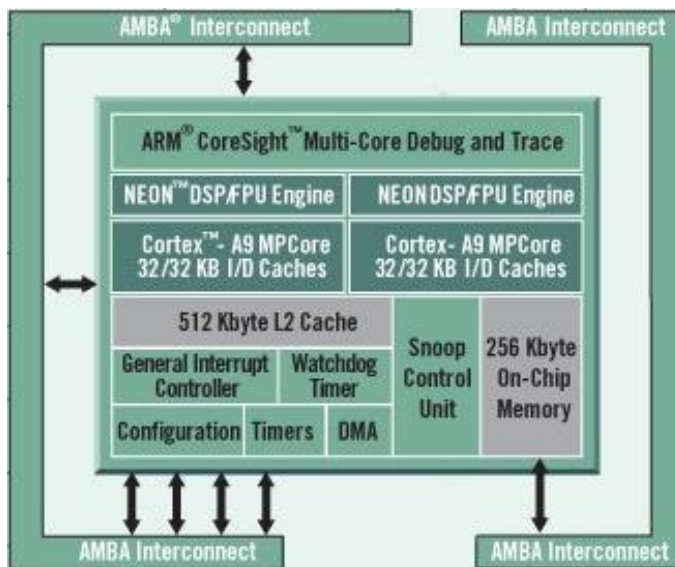 AMBA® Interconnect
AMBA Interconnect
ARM® CoreSight™ Multi-Core Debug and Trace
NEON™ DSP/FPU Engine
NEON DSP/FPU Engine
Cortex™- A9 MPCore
32/32 KB I/D Caches
Cortex- A9 MPCore
32/32 KB I/D Caches
512 Kbyte L2 Cache
General Interrupt
Controller
Watchdog
Timer
Configuration
Timers
DMA
Snoop
Control
Unit
256 Kbyte
On-Chip
Memory
AMBA Interconnect
AMBA Interconnect